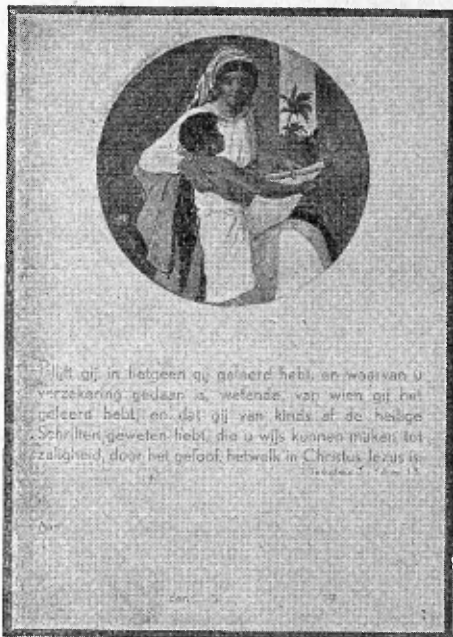 Blijft gij in hetgeen gij geleerd hebt, en waarvan u
verzekering gedaan is, wetende, van wien gij het
geleerd hebt; en dat gij van kinds af de heilige
Schriften geweten hebt, die u wijs kunnen maken tot
zaligheid, door het geloof, hetwelk in Christus Jezus is.
Aan